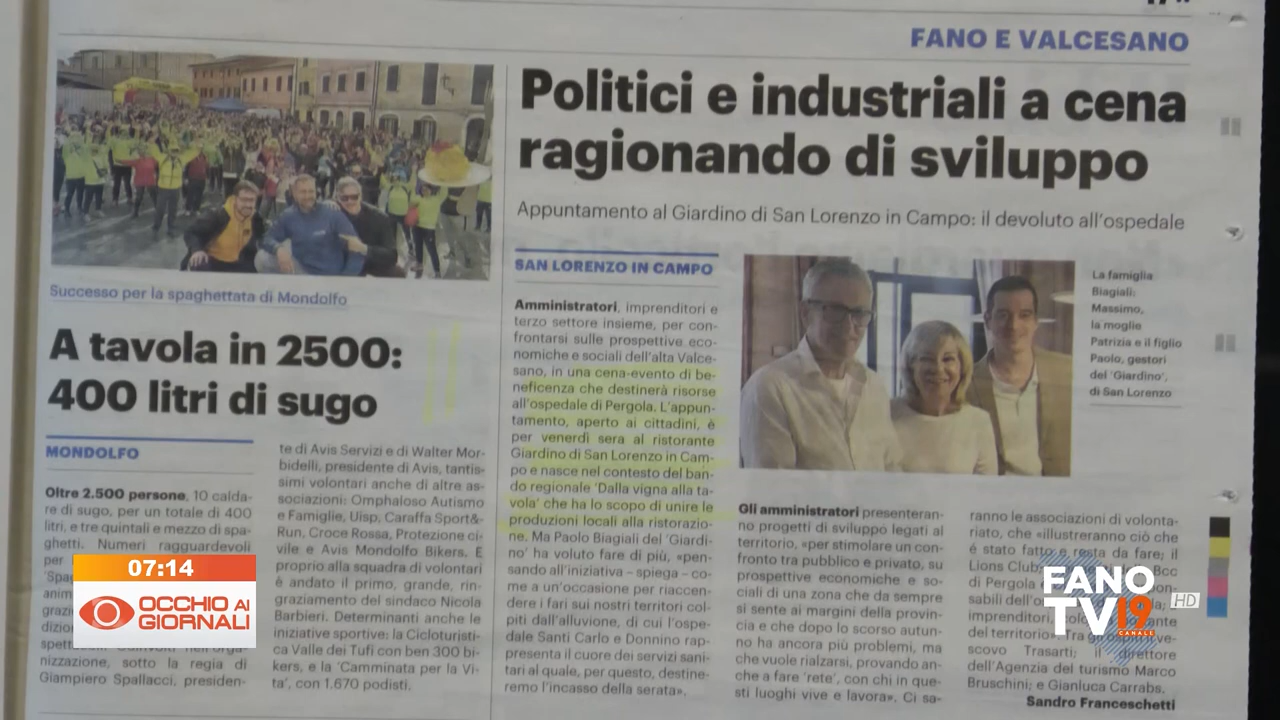 FANO E VALCESANO
Successo per la spaghettata di Mondolfo
A tavola in 2500:
400 litri di sugo
MONDOLFO
Oltre 2.500 persone, 10 calda-
re di sugo, per un totale di 400
litri, e tre quintali e mezzo di spa-
ghetti. Numeri ragguardevoli
per
nizzazione, sotto la regia di
Giampiero Spallacci, presiden-
te di Avis Servizi e di Walter Mor-
bidelli, presidente di Avis, tantis-
simi volontari anche di altre as-
sociazioni: Omphaloso Autismo
e Famiglie, Uisp, Caraffa Sport&
Run, Croce Rossa, Protezione ci-
vile e Avis Mondolfo Bikers. E
proprio alla squadra di volontari
è andato il primo, grande, rin-
graziamento del sindaco Nicola
Barbieri. Determinanti anche le
iniziative sportive: la Cicloturisti-
ca Valle dei Tufi con ben 300 bi-
kers, e la 'Camminata per la Vi-
ta', con 1.670 podisti.
Politici e industriali a cena
ragionando di sviluppo
Appuntamento al Giardino di San Lorenzo in Campo: il devoluto all'ospedale
SAN LORENZO IN CAMPO
Amministratori, imprenditori e
terzo settore insieme, per con-
frontarsi sulle prospettive eco-
nomiche e sociali dell'alta Valce-
sano, in una cena-evento di be-
neficenza che destinerà risorse
all'ospedale di Pergola. L'appun-
tamento, aperto ai cittadini, è
per venerdì sera al ristorante
Giardino di San Lorenzo in Cam-
po e nasce nel contesto del ban-
do regionale 'Dalla vigna alla ta-
vola' che ha lo scopo di unire le
produzioni locali alla ristorazio-
ne. Ma Paolo Biagiali del 'Giardi-
no' ha voluto fare di più, «pen-
sando all'iniziativa – spiega – co-
me a un'occasione per riaccen-
dere i fari sui nostri territori col-
piti dall'alluvione, di cui l'ospe-
dale Santi Carlo e Donnino rap-
presenta il cuore dei servizi sani-
tari al quale, per questo, destine-
remo l'incasso della serata».
La famiglia
Biagiali:
Massimo,
la moglie
Patrizia e il figlio
Paolo, gestori
del 'Giardino',
di San Lorenzo
Gli amministratori presenteran-
no progetti di sviluppo legati al
territorio, «per stimolare un con-
fronto tra pubblico e privato, su
prospettive economiche e so-
ciali di una zona che da sempre
si sente ai margini della provin-
cia e che dopo lo scorso autun-
no ha ancora più problemi, ma
che vuole rialzarsi, provando an-
che a fare 'rete', con chi in que-
sti luoghi vive e lavora». Ci sa-
ranno le associazioni di volonta-
riato, che «illustreranno ciò che
è stato fatto e resta da fare; il
Lions Club Bcc
di Pergola
sabili dell'o
imprenditori
del territorio». Tra gli ospiti il ve-
scovo Trasarti; il direttore
dell'Agenzia del turismo Marco
Bruschini; e Gianluca Carrabs.
Sandro Franceschetti
07:14
OCCHIO AI
GIORNALI
FANO
TV19
CANALE
HD